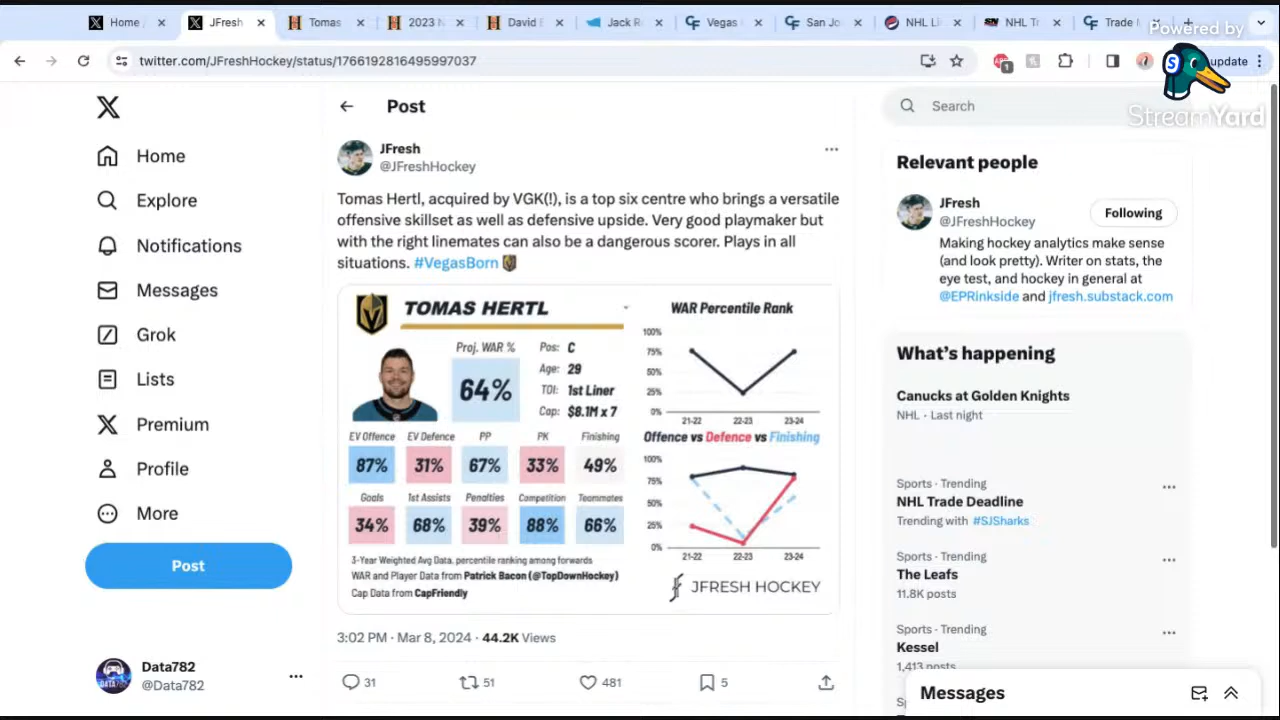 Home
JFresh
Tomas
2023 N
David E
Jack R
Vegas
San Jo
NHL Li
NHL Tr
Trade
Powered by
StreamYard
twitter.com/JFreshHockey/status/1766192816495997037
update
Post
Search
Home
Explore
Notifications
Messages
Grok
Lists
Premium
Profile
More
Post
Data782
@Data782
JFresh
@JFreshHockey
Tomas Hertl, acquired by VGK(!), is a top six centre who brings a versatile
offensive skillset as well as defensive upside. Very good playmaker but
with the right linemates can also be a dangerous scorer. Plays in all
situations. #VegasBorn
TOMAS HERTL
Proj. WAR %
64%
Pos: C
Age: 29
TOI: 1st Liner
Cap: $8.1M x 7
EV Offence EV Defence PP PK Finishing
87% 31% 67% 33% 49%
Goals 1st Assists Penalties Competition Teammates
34% 68% 39% 88% 66%
3-Year Weighted Avg Data, percentile ranking among forwards
WAR and Player Data from Patrick Bacon (@TopDownHockey)
Cap Data from CapFriendly
WAR Percentile Rank
100%
75%
50%
25%
0%
21-22 22-23 23-24
Offence vs Defence vs Finishing
100%
75%
50%
25%
0%
21-22 22-23 23-24
JFRESH HOCKEY
3:02 PM · Mar 8, 2024 · 44.2K Views
31 51 481 5
Relevant people
JFresh
@JFreshHockey
Following
Making hockey analytics make sense
(and look pretty). Writer on stats, the
eye test, and hockey in general at
@EPRinkside and jfresh.substack.com
What's happening
Canucks at Golden Knights
NHL · Last night
Sports · Trending
NHL Trade Deadline
Trending with #SJSharks
Sports · Trending
The Leafs
11.8K posts
Sports · Trending
Kessel
1,413 posts
Messages